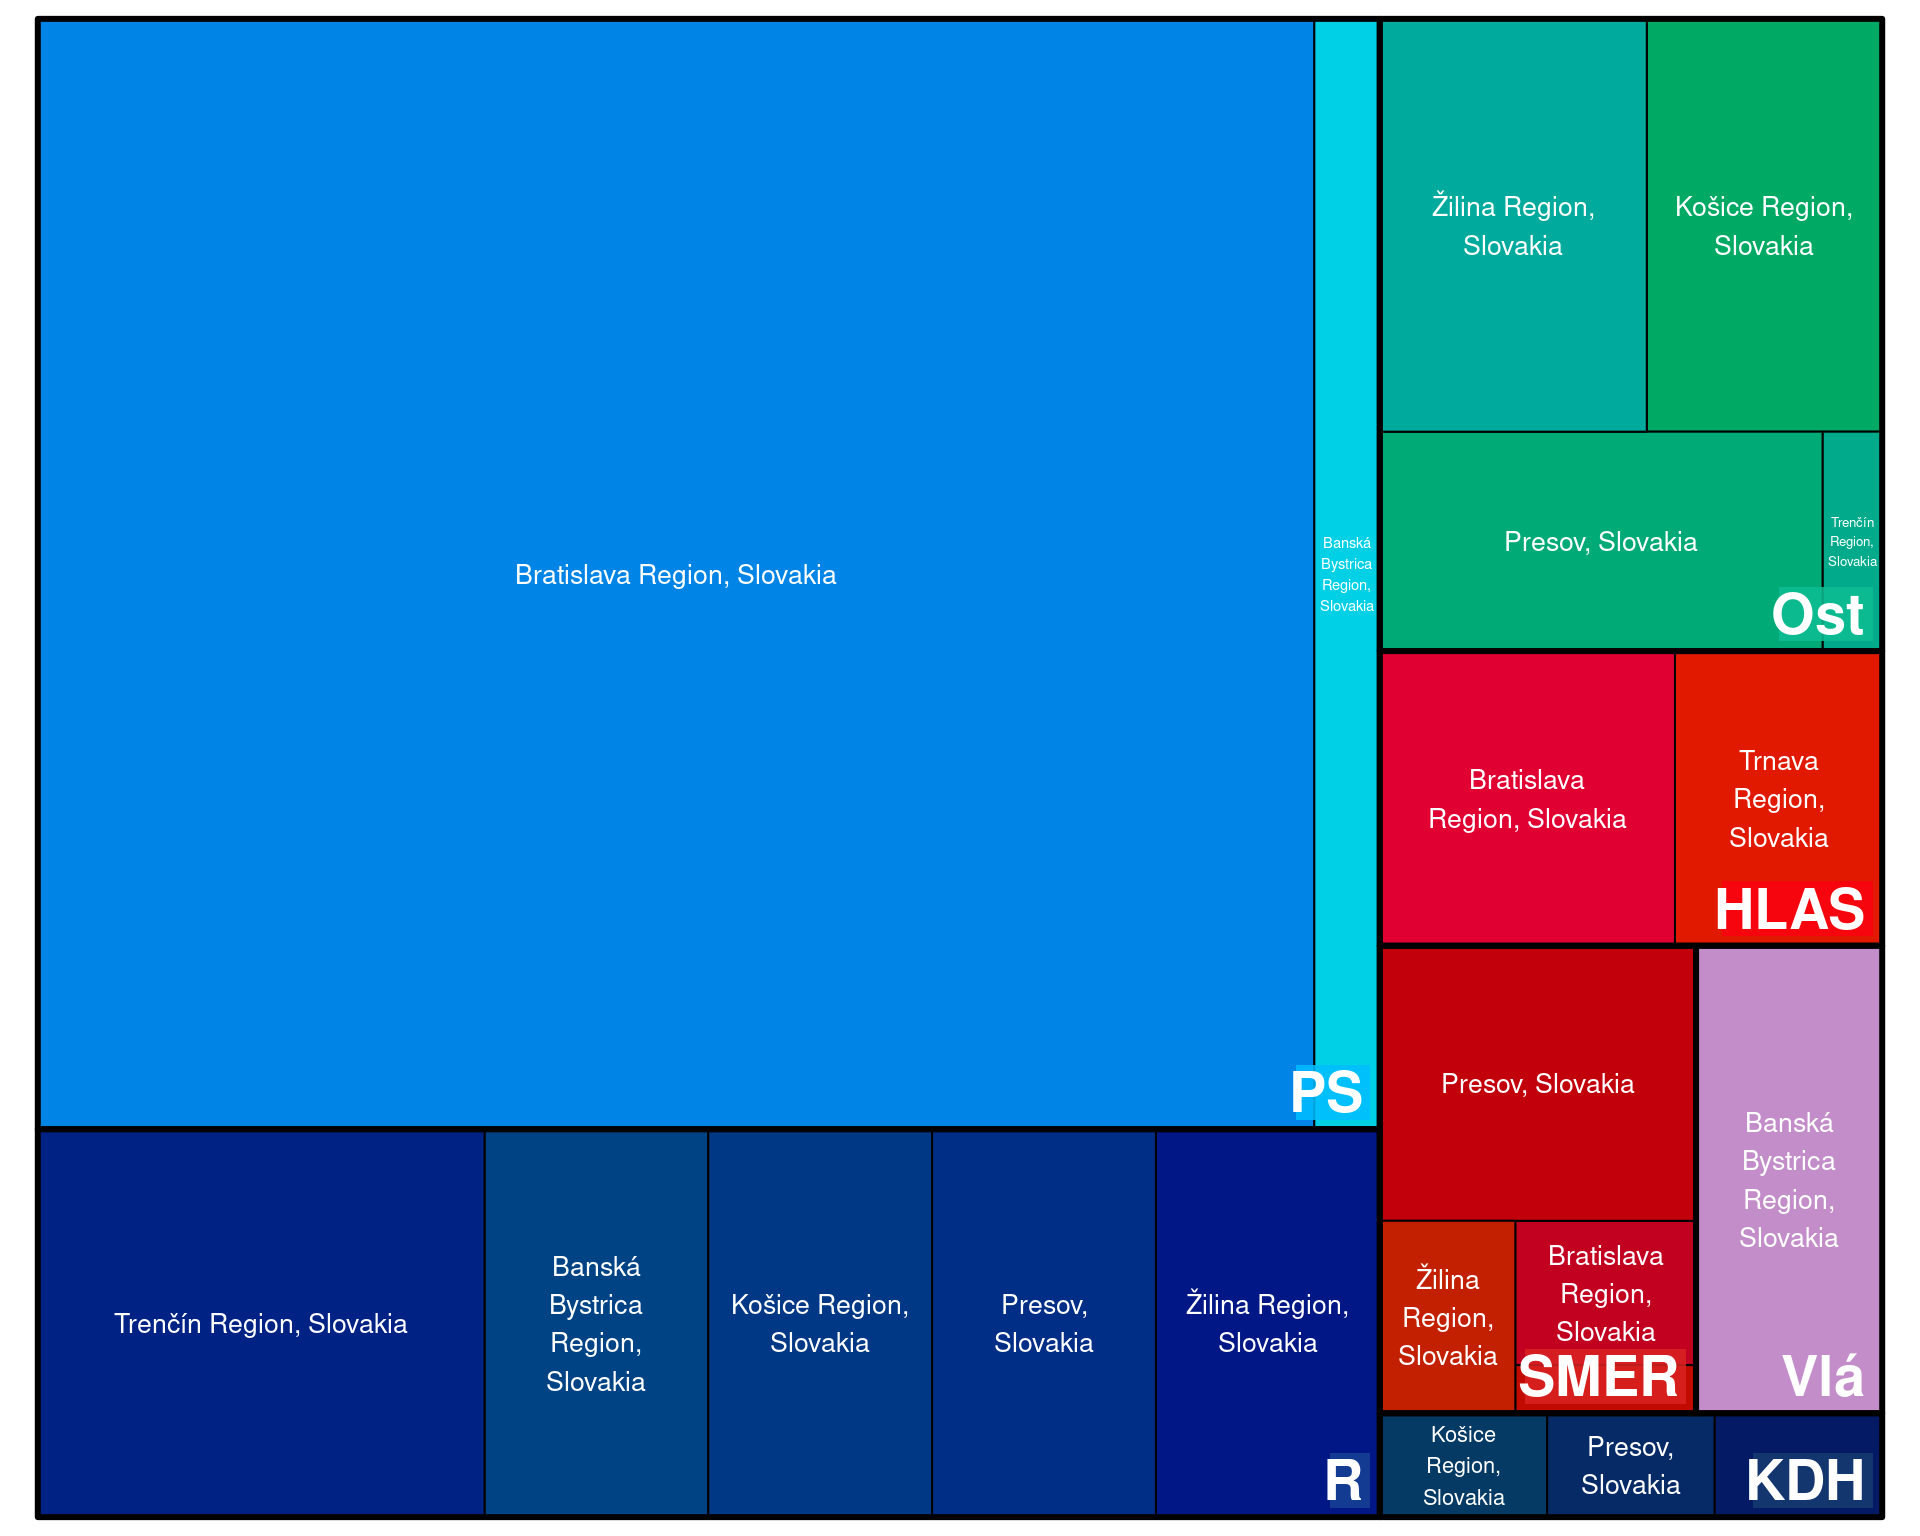 Bratislava Region, Slovakia
Banská
Bystrica
Region,
Slovakia
PS
Trenčín Region, Slovakia
Banská
Bystrica
Region,
Slovakia
Košice Region,
Slovakia
Presov,
Slovakia
Žilina Region,
Slovakia
R
Žilina Region,
Slovakia
Košice Region,
Slovakia
Presov, Slovakia
Trenčín
Region,
Slovakia
Ost
Bratislava
Region, Slovakia
Trnava
Region,
Slovakia
HLAS
Presov, Slovakia
Žilina
Region,
Slovakia
Bratislava
Region,
Slovakia
SMER
Banská
Bystrica
Region,
Slovakia
Vlá
Košice
Region,
Slovakia
Presov,
Slovakia
KDH